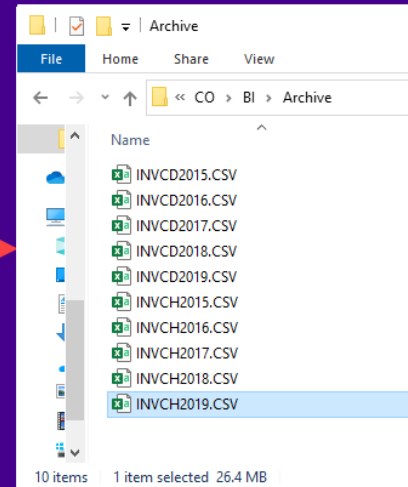 Archive
File Home Share View
« CO › BI › Archive
Name
INVCD2015.CSV
INVCD2016.CSV
INVCD2017.CSV
INVCD2018.CSV
INVCD2019.CSV
INVCH2015.CSV
INVCH2016.CSV
INVCH2017.CSV
INVCH2018.CSV
INVCH2019.CSV
10 items 1 item selected 26.4 MB